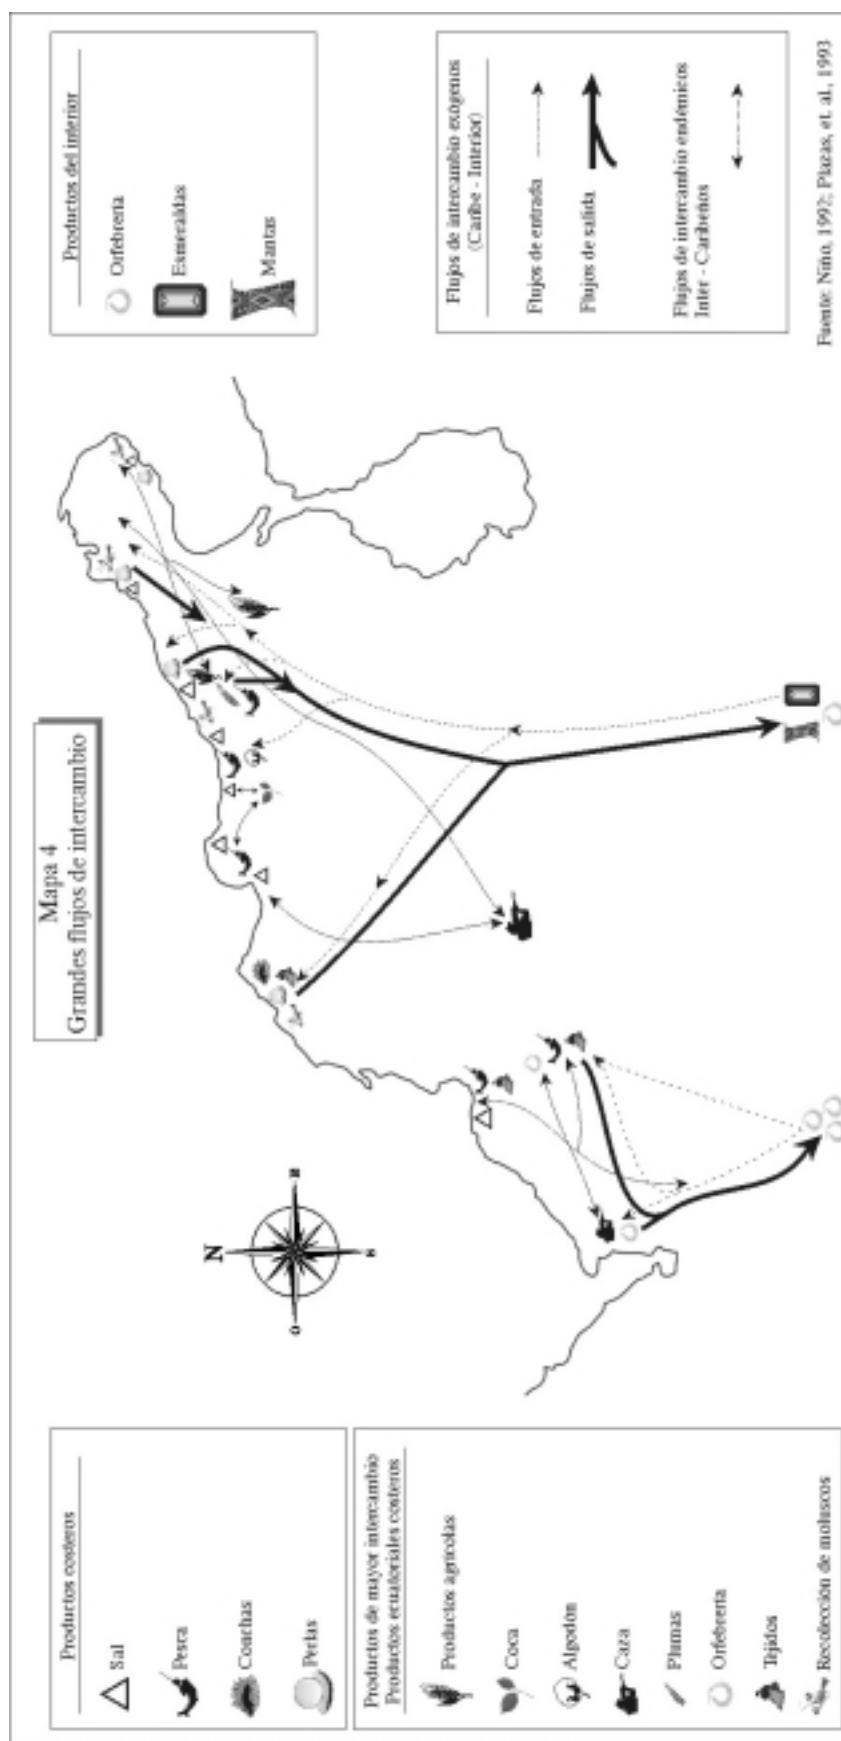 Mapa 4
Grandes flujos de intercambio
Productos costeros
Sal
Pesca
Conchas
Perlas
Productos de mayor intercambio
Productos ecuatoriales costeros
Productos agrícolas
Coca
Algodón
Caza
Plumas
Orfebrería
Tejidos
Recolección de moluscos
N
O
Productos del interior
Orfebrería
Esmeraldas
Mantas
Flujos de intercambio exógenos
(Caribe - Interior)
Flujos de entrada
Flujos de salida
Flujos de intercambio endémicos
Inter - Caribeños
Fuente: Niño, 1992; Plazas, et. al., 1993